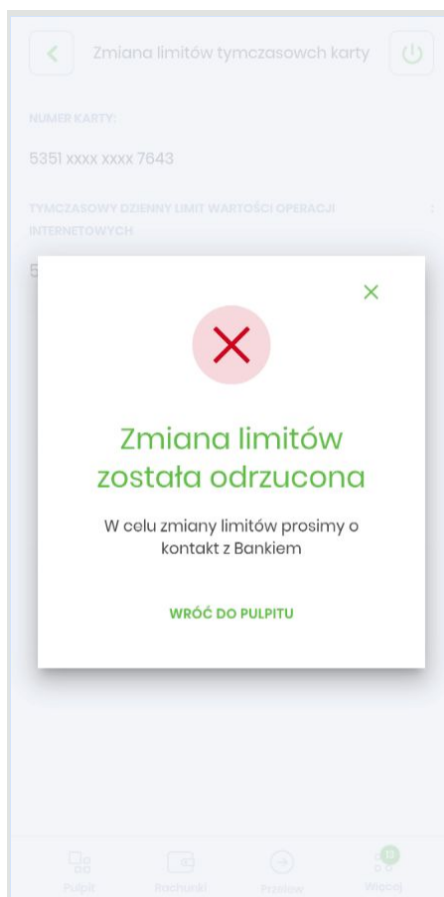 Zmiana limitów tymczasowch karty
NUMER KARTY:
5351 xxxx xxxx 7643
TYMCZASOWY DZIENNY LIMIT WARTOŚCI OPERACJI :
INTERNETOWYCH
5
Zmiana limitów
została odrzucona
W celu zmiany limitów prosimy o
kontakt z Bankiem
WRÓĆ DO PULPITU
Pulpit Rachunki Przelew Więcej